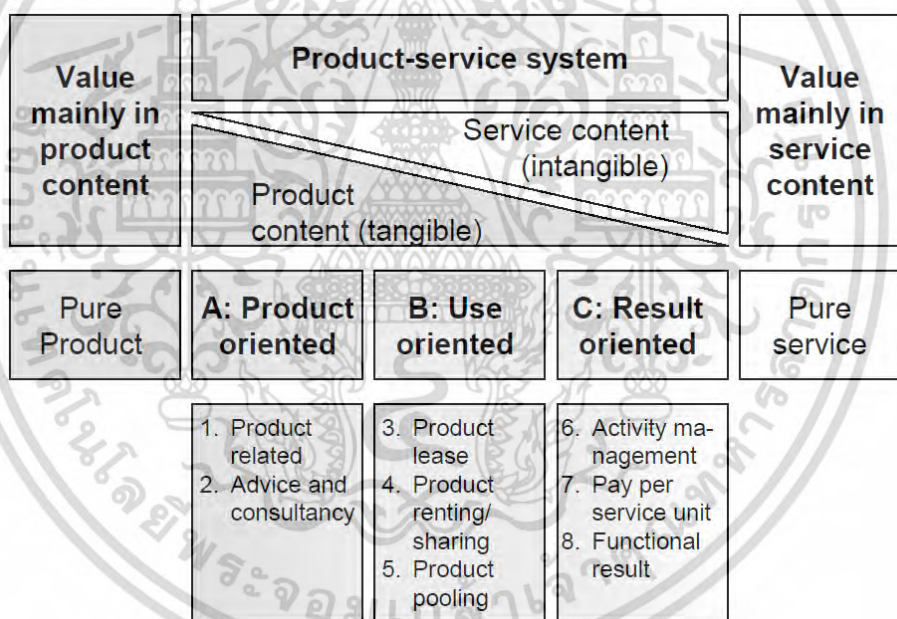 Value
mainly in
product
content
Product-service system
Service content
(intangible)
Product
content (tangible)
Value
mainly in
service
content
Pure
Product
A: Product
oriented
B: Use
oriented
C: Result
oriented
Pure
service
1. Product
related
2. Advice and
consultancy
3. Product
lease
4. Product
renting/
sharing
5. Product
pooling
6. Activity ma-
nagement
7. Pay per
service unit
8. Functional
result